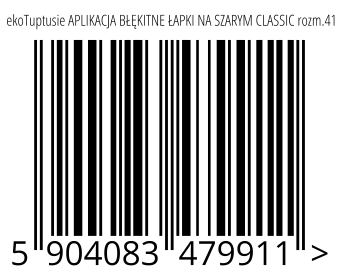 ekoTuptusie APLIKACJA BŁĘKITNE ŁAPKI NA SZARYM CLASSIC rozm.41
5 904083 479911 >